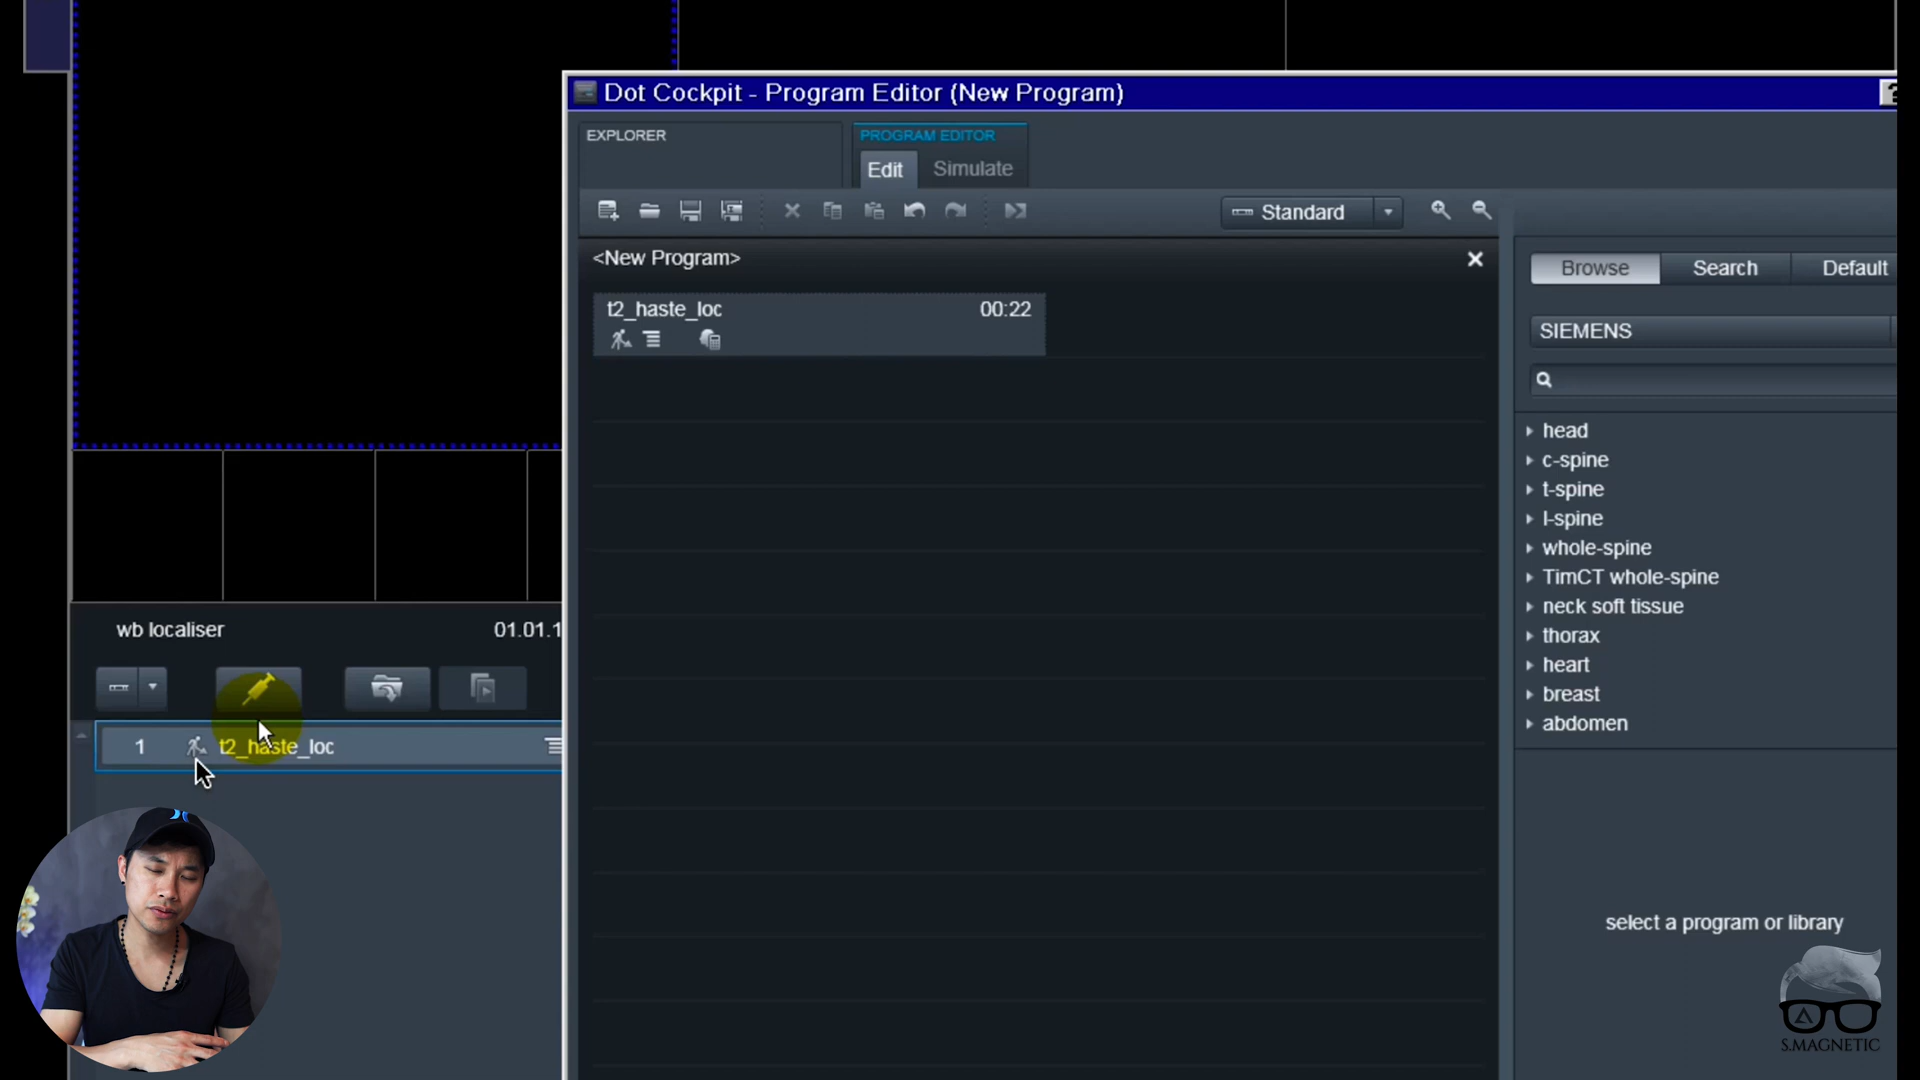 Dot Cockpit - Program Editor (New Program)
?
EXPLORER
PROGRAM EDITOR
Edit
Simulate
Standard
<New Program>
t2_haste_loc
00:22
Browse
Search
Default
SIEMENS
head
c-spine
t-spine
l-spine
whole-spine
TimCT whole-spine
neck soft tissue
thorax
heart
breast
abdomen
select a program or library
wb localiser
01.01.1
1
t2_haste_loc
S.MAGNETIC